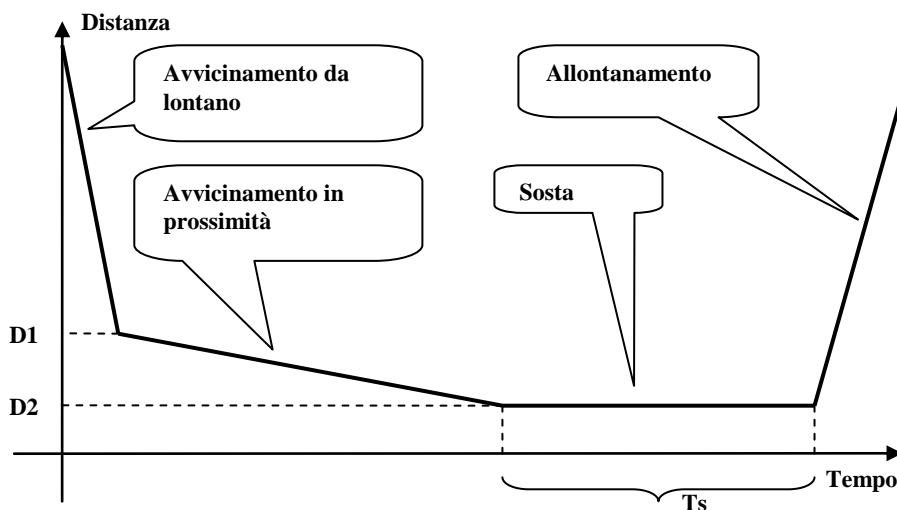 Distanza
Avvicinamento da
lontano
Allontanamento
Avvicinamento in
prossimità
Sosta
D1
D2
Tempo
Ts